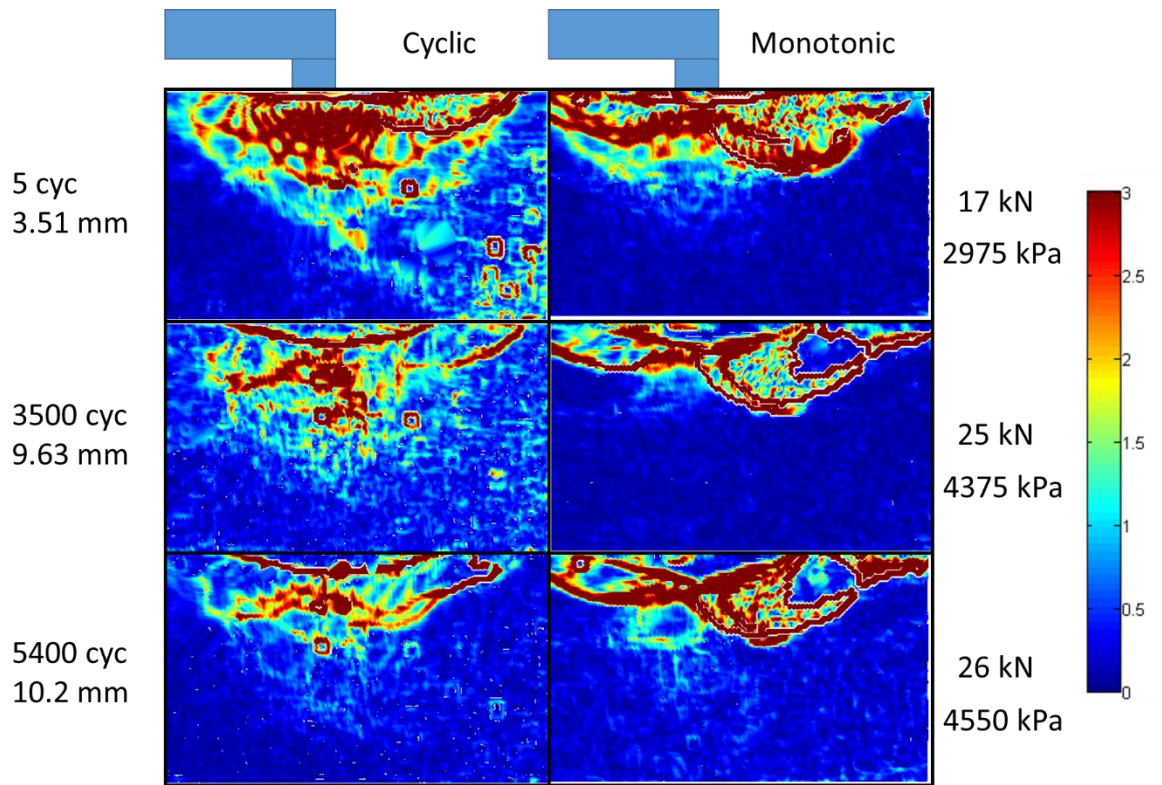 Cyclic
Monotonic
5 cyc
3.51 mm
17 kN
2975 kPa
3500 cyc
9.63 mm
25 kN
4375 kPa
5400 cyc
10.2 mm
26 kN
4550 kPa
3
2.5
2
1.5
1
0.5
0